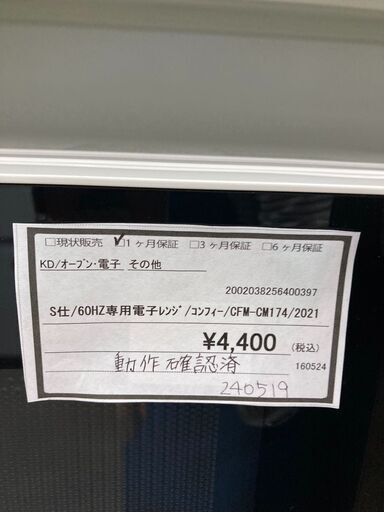 □現状販売 ☑1ヶ月保証 □3ヶ月保証 □6ヶ月保証
KD/オーブン・電子 その他
2002038256400397
S仕/60HZ専用電子ﾚﾝｼﾞ/ｺﾝﾌｨｰ/CFM-CM174/2021
¥4,400 (税込)
動作確認済 160524
240519